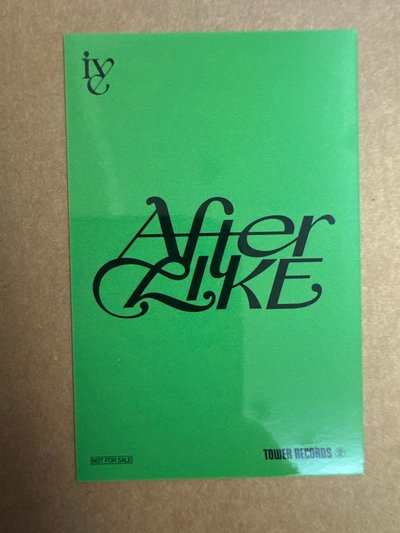 ive
After
LIKE
NOT FOR SALE
TOWER RECORDS